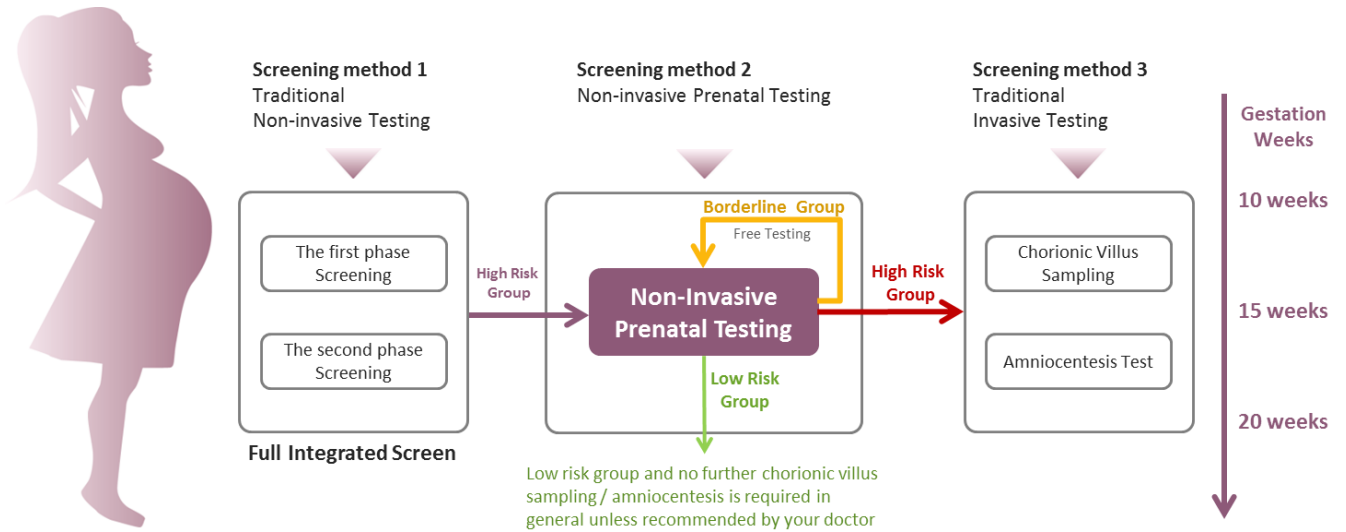 Screening method 1
Traditional
Non-invasive Testing
Screening method 2
Non-invasive Prenatal Testing
Screening method 3
Traditional
Invasive Testing
Gestation
Weeks
10 weeks
15 weeks
20 weeks
The first phase
Screening
The second phase
Screening
Full Integrated Screen
High Risk
Group
Borderline Group
Free Testing
Non-Invasive
Prenatal Testing
Low Risk
Group
Low risk group and no further chorionic villus
sampling / amniocentesis is required in
general unless recommended by your doctor
High Risk
Group
Chorionic Villus
Sampling
Amniocentesis Test